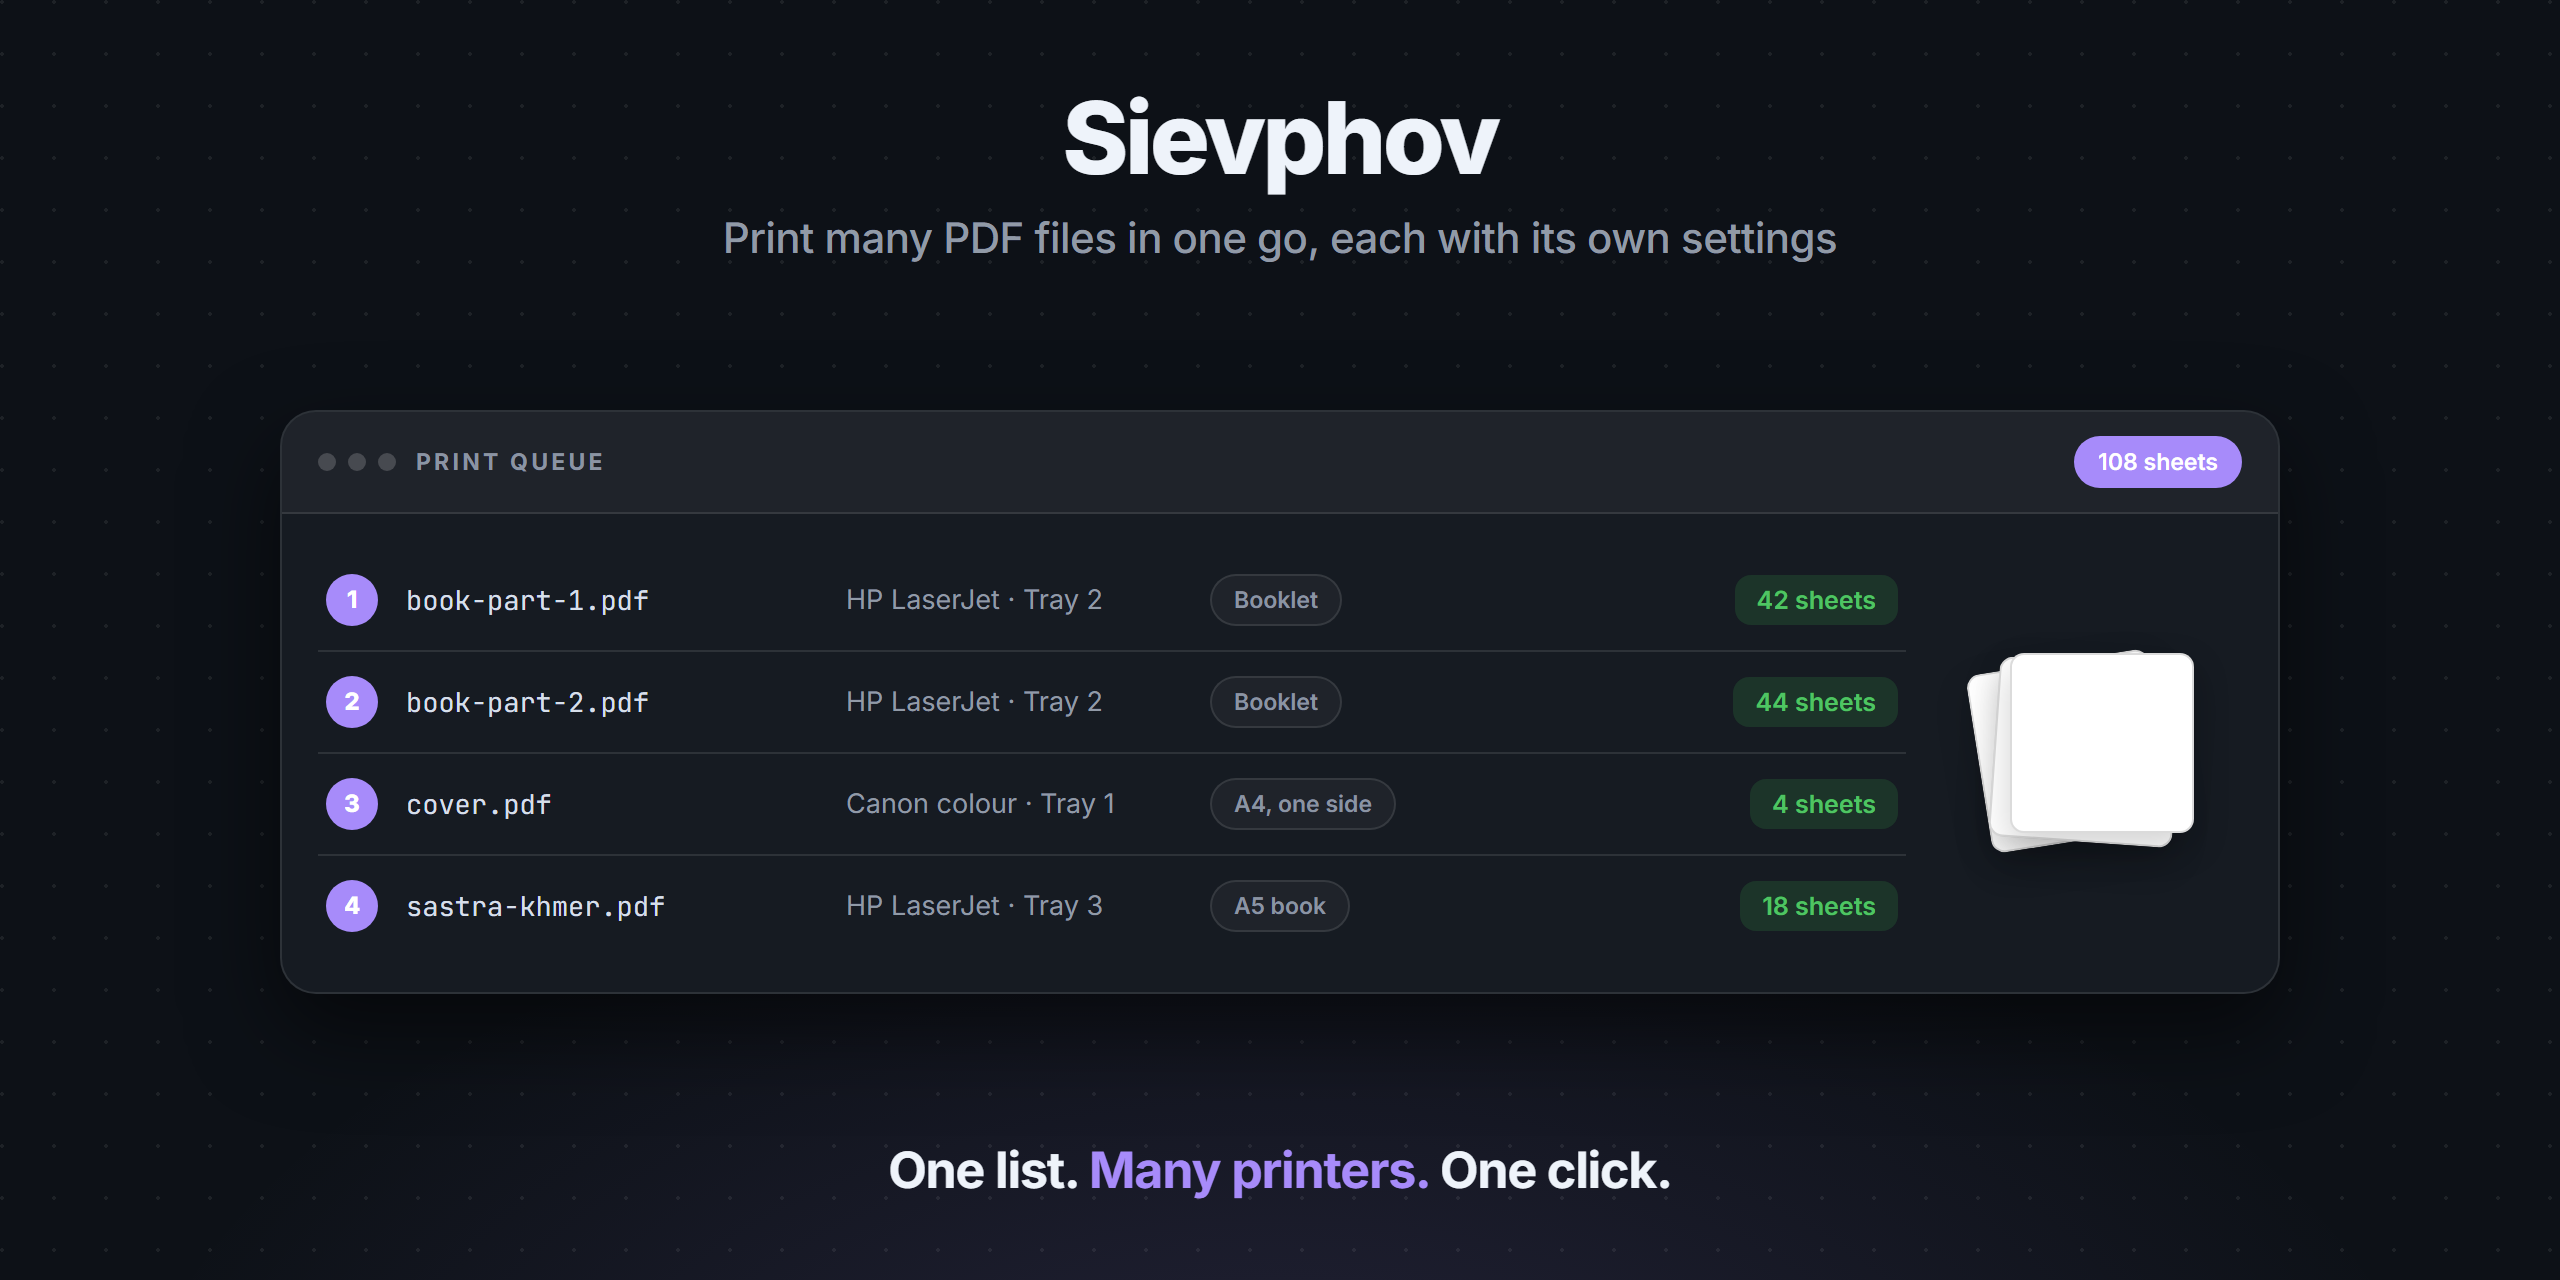 Sievphov
Print many PDF files in one go, each with its own settings
PRINT QUEUE
108 sheets
1 book-part-1.pdf HP LaserJet · Tray 2 Booklet 42 sheets
2 book-part-2.pdf HP LaserJet · Tray 2 Booklet 44 sheets
3 cover.pdf Canon colour · Tray 1 A4, one side 4 sheets
4 sastra-khmer.pdf HP LaserJet · Tray 3 A5 book 18 sheets
One list. Many printers. One click.